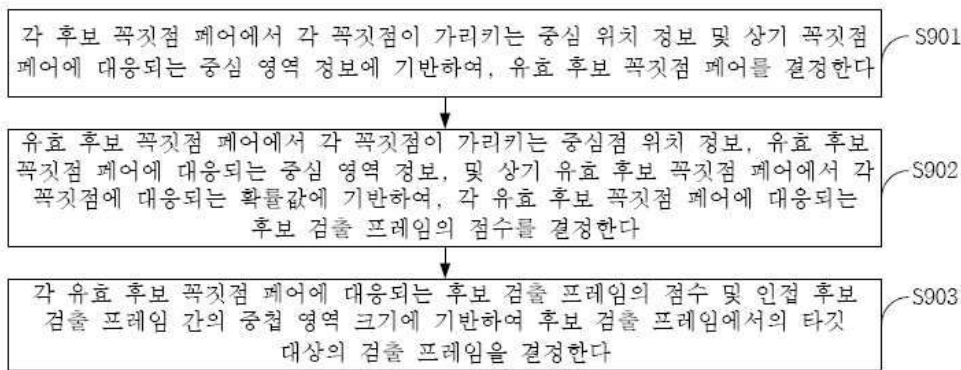 각 후보 꼭짓점 페어에서 각 꼭짓점이 가리키는 중심 위치 정보 및 상기 꼭짓점
페어에 대응되는 중심 영역 정보에 기반하여, 유효 후보 꼭짓점 페어를 결정한다
S901
유효 후보 꼭짓점 페어에서 각 꼭짓점이 가리키는 중심점 위치 정보, 유효 후보
꼭짓점 페어에 대응되는 중심 영역 정보, 및 상기 유효 후보 꼭짓점 페어에서 각
꼭짓점에 대응되는 확률값에 기반하여, 각 유효 후보 꼭짓점 페어에 대응되는
후보 검출 프레임의 점수를 결정한다
S902
각 유효 후보 꼭짓점 페어에 대응되는 후보 검출 프레임의 점수 및 인접 후보
검출 프레임 간의 중첩 영역 크기에 기반하여 후보 검출 프레임에서의 타깃
대상의 검출 프레임을 결정한다
S903